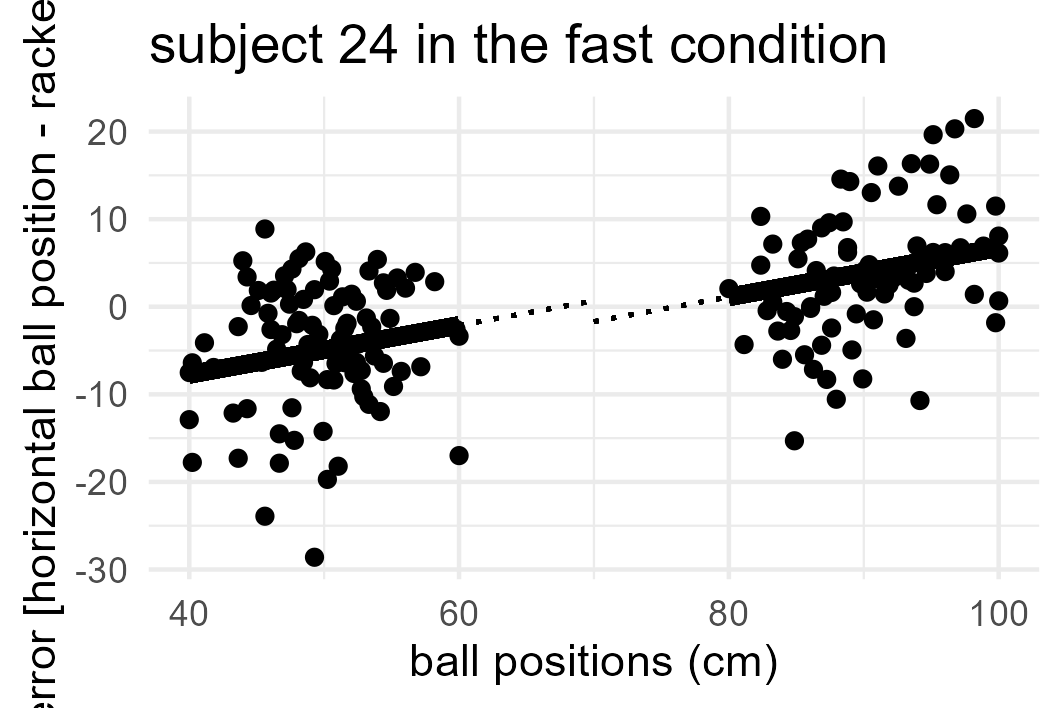 subject 24 in the fast condition
error [horizontal ball position - racke
20
10
0
-10
-20
-30
40 60 80 100
ball positions (cm)